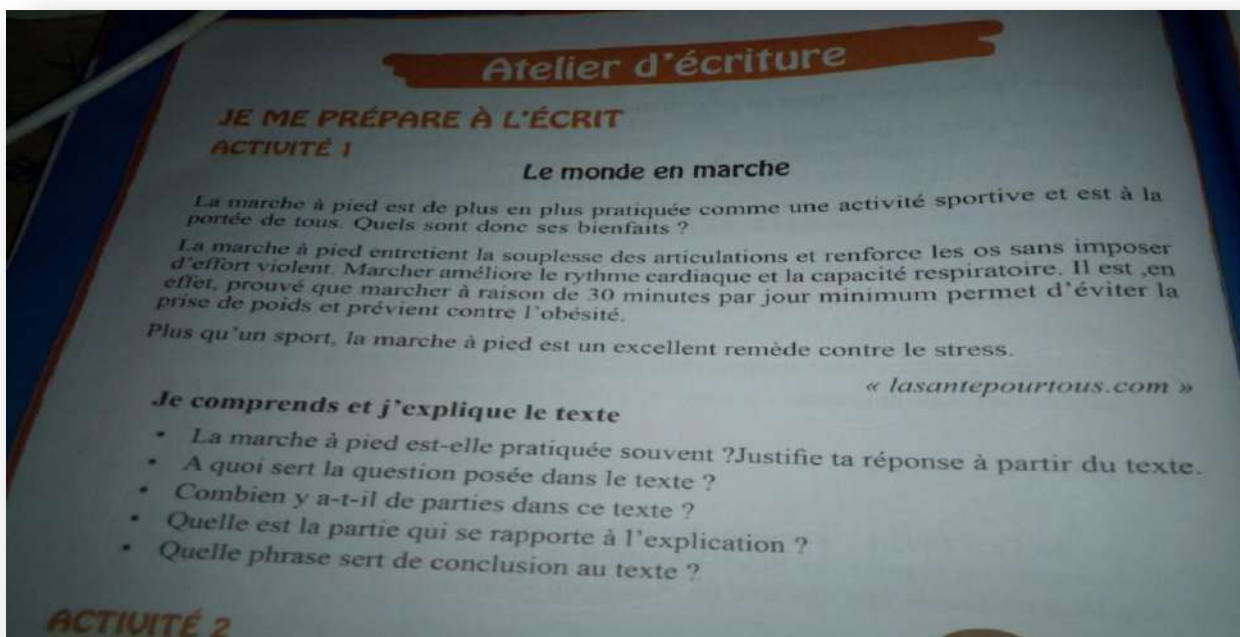 Atelier d'écriture
JE ME PRÉPARE À L'ÉCRIT
ACTIVITÉ 1
Le monde en marche
La marche à pied est de plus en plus pratiquée comme une activité sportive et est à la
portée de tous. Quels sont donc ses bienfaits ?
La marche à pied entretient la souplesse des articulations et renforce les os sans imposer
d'effort violent. Marcher améliore le rythme cardiaque et la capacité respiratoire. Il est ,en
effet, prouvé que marcher à raison de 30 minutes par jour minimum permet d'éviter la
prise de poids et prévient contre l'obésité.
Plus qu'un sport, la marche à pied est un excellent remède contre le stress.
« lasantepourtous.com »
Je comprends et j'explique le texte
• La marche à pied est-elle pratiquée souvent ?Justifie ta réponse à partir du texte.
• A quoi sert la question posée dans le texte ?
• Combien y a-t-il de parties dans ce texte ?
• Quelle est la partie qui se rapporte à l'explication ?
• Quelle phrase sert de conclusion au texte ?
ACTIVITÉ 2